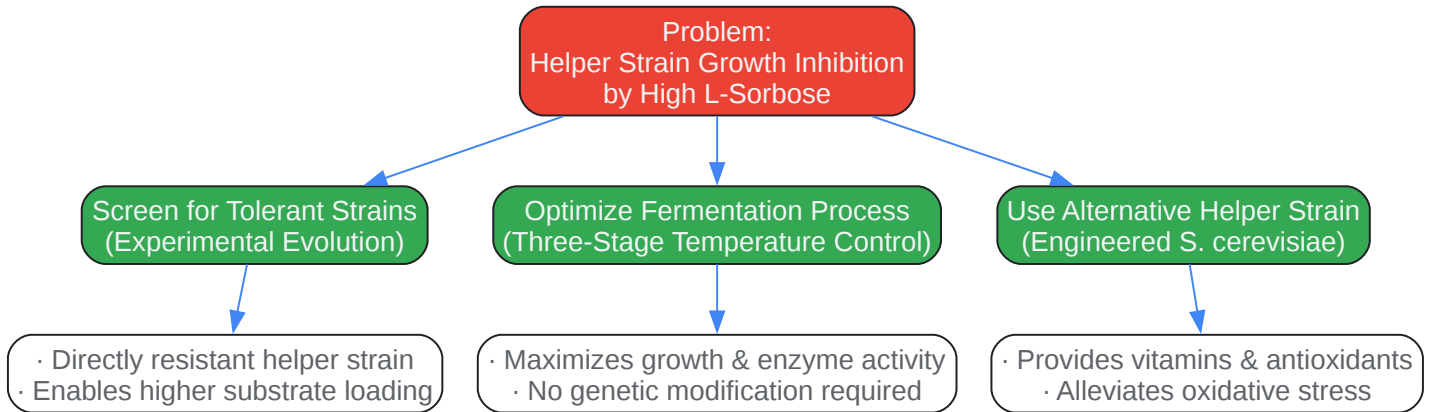 Problem:
Helper Strain Growth Inhibition
by High L-Sorbose
Screen for Tolerant Strains
(Experimental Evolution)
Optimize Fermentation Process
(Three-Stage Temperature Control)
Use Alternative Helper Strain
(Engineered S. cerevisiae)
· Directly resistant helper strain
· Enables higher substrate loading
· Maximizes growth & enzyme activity
· No genetic modification required
· Provides vitamins & antioxidants
· Alleviates oxidative stress